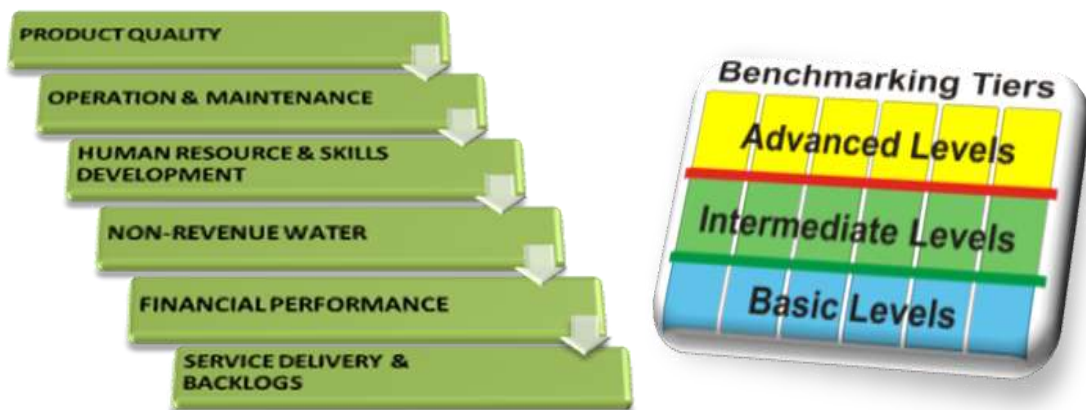 PRODUCT QUALITY
OPERATION & MAINTENANCE
HUMAN RESOURCE & SKILLS
DEVELOPMENT
NON-REVENUE WATER
FINANCIAL PERFORMANCE
SERVICE DELIVERY &
BACKLOGS
Benchmarking Tiers
Advanced Levels
Intermediate Levels
Basic Levels